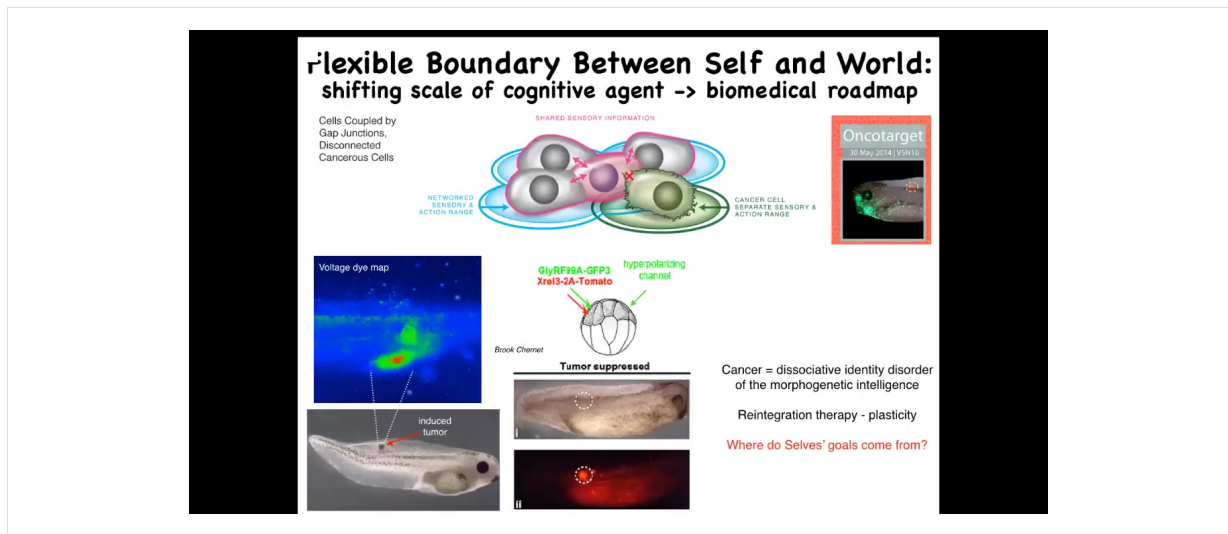 Flexible Boundary Between Self and World:
shifting scale of cognitive agent -> biomedical roadmap
Cells Coupled by
Gap Junctions,
Disconnected
Cancerous Cells
SHARED SENSORY INFORMATION
NETWORKED
SENSORY &
ACTION RANGE
CANCER CELL
SEPARATE SENSORY &
ACTION RANGE
Oncotarget
30 May 2014 | V5N10
Voltage dye map
GlyRF99A-GFP3
Xrel3-2A-Tomato
hyperpolarizing
channel
Brook Chernet
Tumor suppressed
i
ii
induced
tumor
Cancer = dissociative identity disorder
of the morphogenetic intelligence
Reintegration therapy - plasticity
Where do Selves' goals come from?